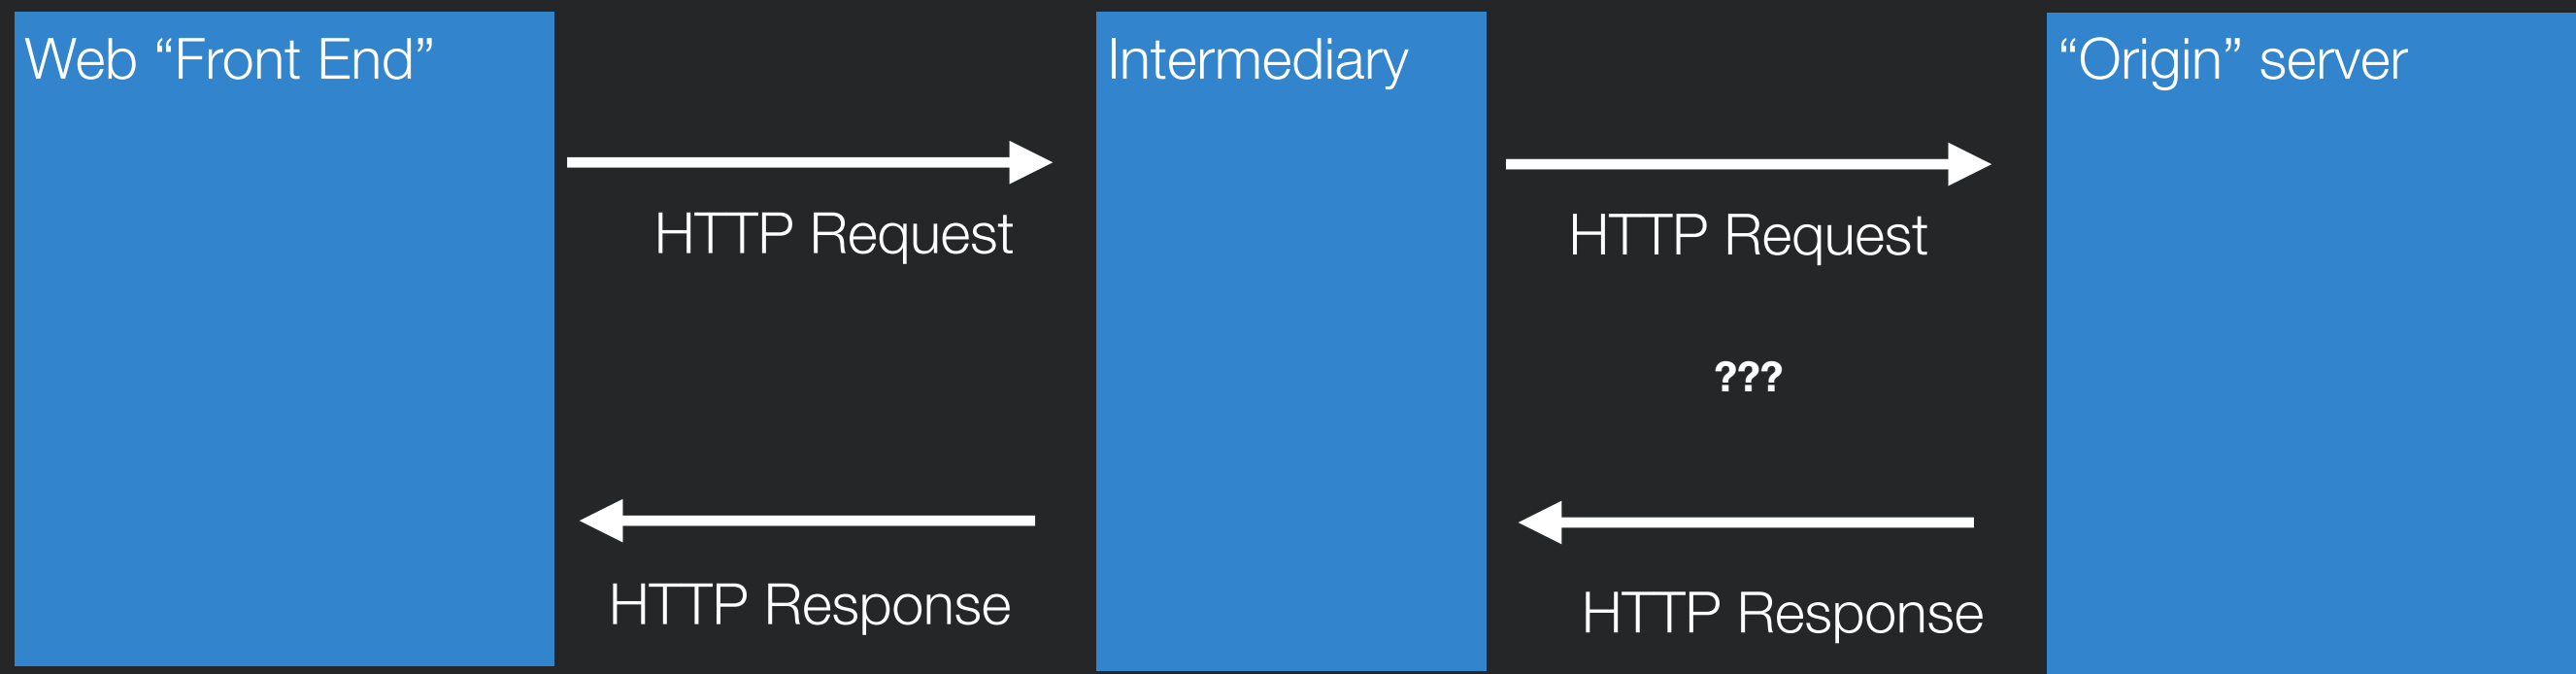 Web “Front End”
Intermediary
“Origin” server
HTTP Request
HTTP Request
???
HTTP Response
HTTP Response